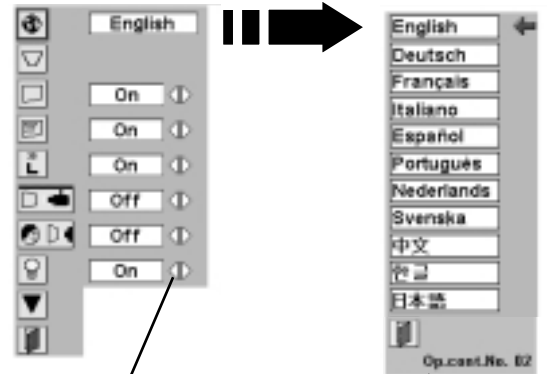 English
On
On
On
Off
Off
On
English
Deutsch
Français
Italiano
Español
Português
Nederlands
Svenska
中文
한글
日本語
Op.cont.No. 02